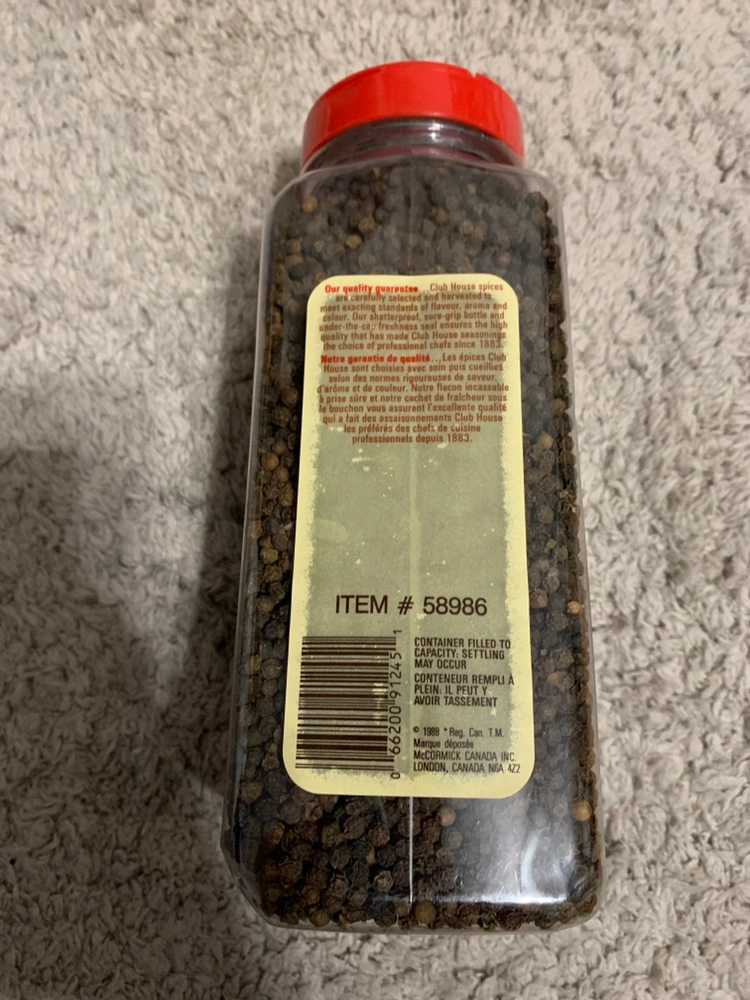 Our quality guarantee...Club House spices
are carefully selected and harvested to
meet exacting standards of flavour, aroma and
colour. Our shatterproof, sure-grip bottle and
under-the-cap freshness seal ensures the high
quality that has made Club House seasonings
the choice of professional chefs since 1883.
Notre garantie de qualité...Les épices Club
House sont choisies avec soin puis cueillies
selon des normes rigoureuses de saveur,
d'arôme et de couleur. Notre flacon incassable
à prise sûre et notre cachet de fraîcheur sous
le bouchon vous assurent l'excellente qualité
qui a fait des assaisonnements Club House
les préférés des chefs de cuisine
professionnels depuis 1883.
ITEM # 58986
0 66200 91245 1
CONTAINER FILLED TO
CAPACITY: SETTLING
MAY OCCUR
CONTENEUR REMPLI À
PLEIN: IL PEUT Y
AVOIR TASSEMENT
© 1988 *Reg. Can. T.M.
Marque déposée
McCORMICK CANADA INC.
LONDON, CANADA N6A 4Z2